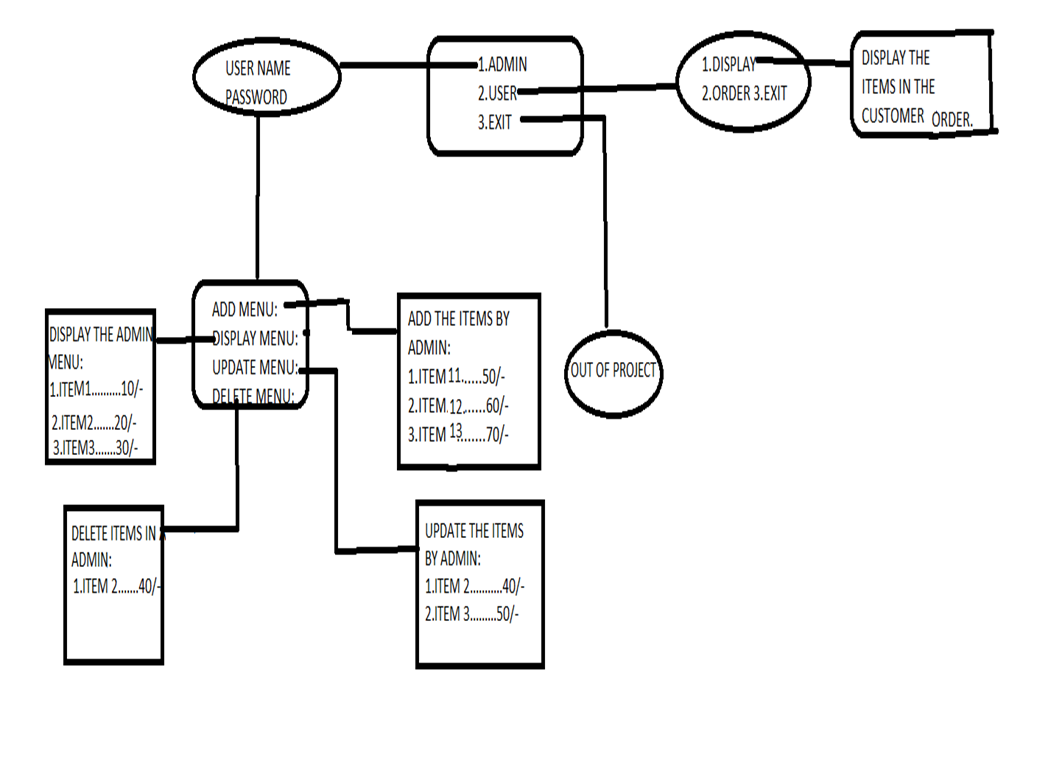 USER NAME
PASSWORD
1.ADMIN
2.USER
3.EXIT
1.DISPLAY
2.ORDER 3.EXIT
DISPLAY THE
ITEMS IN THE
CUSTOMER ORDER.
ADD MENU:
DISPLAY MENU:
UPDATE MENU:
DELETE MENU:
DISPLAY THE ADMIN
MENU:
1.ITEM1..........10/-
2.ITEM2.......20/-
3.ITEM3.......30/-
ADD THE ITEMS BY
ADMIN:
1.ITEM 11......50/-
2.ITEM.12.......60/-
3.ITEM 13........70/-
OUT OF PROJECT
DELETE ITEMS IN A
ADMIN:
1.ITEM 2.......40/-
UPDATE THE ITEMS
BY ADMIN:
1.ITEM 2...........40/-
2.ITEM 3.........50/-